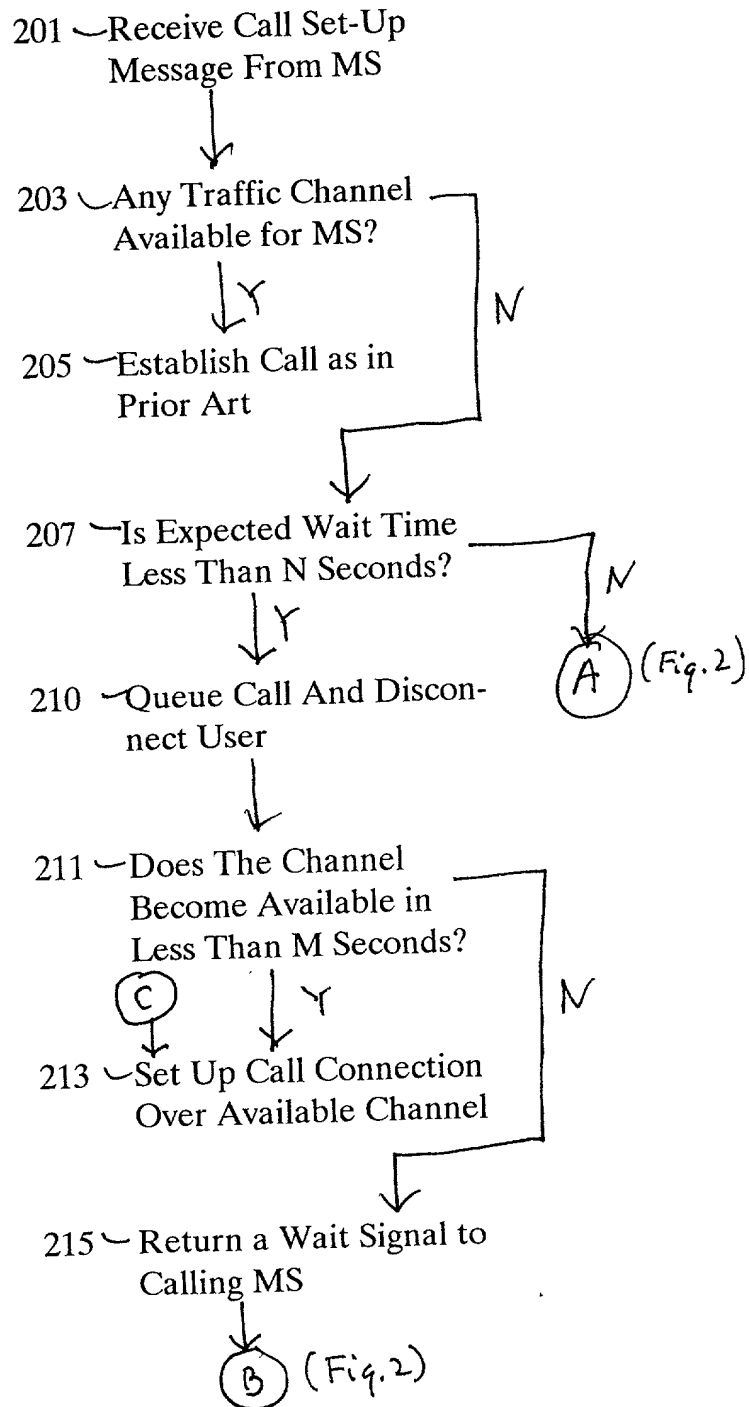 201 Receive Call Set-Up
Message From MS
203 Any Traffic Channel
Available for MS?
Y
N
205 Establish Call as in
Prior Art
207 Is Expected Wait Time
Less Than N Seconds?
Y
N
A (Fig.2)
210 Queue Call And Discon-
nect User
211 Does The Channel
Become Available in
Less Than M Seconds?
C
Y
N
213 Set Up Call Connection
Over Available Channel
215 Return a Wait Signal to
Calling MS
B (Fig.2)